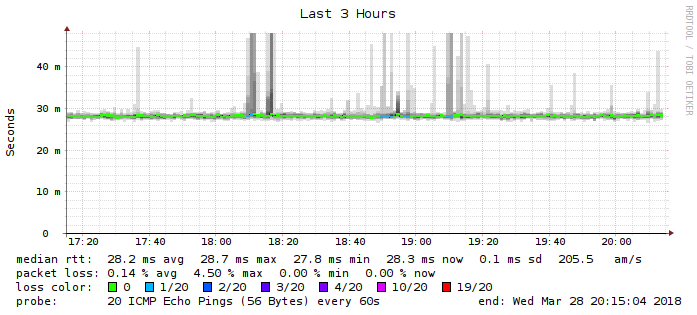 Last 3 Hours
RRDTOOL / TOBI OETIKER
Seconds
40 m
30 m
20 m
10 m
0
17:20 17:40 18:00 18:20 18:40 19:00 19:20 19:40 20:00
median rtt: 28.2 ms avg 28.7 ms max 27.8 ms min 28.3 ms now 0.1 ms sd 205.5 am/s
packet loss: 0.14 % avg 4.50 % max 0.00 % min 0.00 % now
loss color: 0 1/20 2/20 3/20 4/20 10/20 19/20
probe: 20 ICMP Echo Pings (56 Bytes) every 60s end: Wed Mar 28 20:15:04 2018